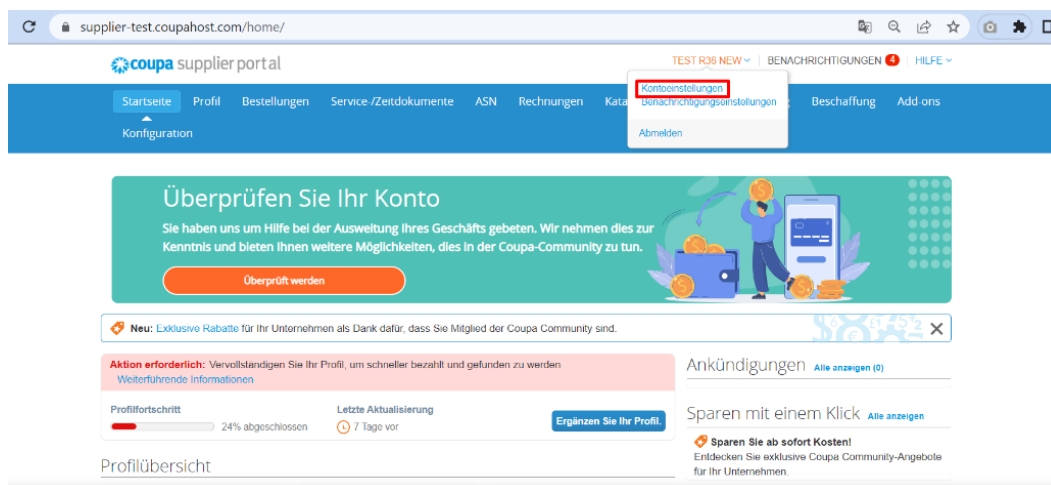 supplier-test.coupahost.com/home/
coupa supplier portal
TEST R36 NEW BENACHRICHTIGUNGEN 4 HILFE
Kontoeinstellungen
Startseite Profil Bestellungen Service-/Zeitdokumente ASN Rechnungen Kata Benachrichtigungseinstellungen Beschaffung Add-ons
Konfiguration
Abmelden
Überprüfen Sie Ihr Konto
Sie haben uns um Hilfe bei der Ausweitung Ihres Geschäfts gebeten. Wir nehmen dies zur
Kenntnis und bieten Ihnen weitere Möglichkeiten, dies in der Coupa-Community zu tun.
Überprüft werden
Neu: Exklusive Rabatte für Ihr Unternehmen als Dank dafür, dass Sie Mitglied der Coupa Community sind.
Aktion erforderlich: Vervollständigen Sie Ihr Profil, um schneller bezahlt und gefunden zu werden
Weiterführende Informationen
Profilfortschritt Letzte Aktualisierung
24% abgeschlossen 7 Tage vor
Ergänzen Sie Ihr Profil.
Profilübersicht
Ankündigungen Alle anzeigen (0)
Sparen mit einem Klick Alle anzeigen
Sparen Sie ab sofort Kosten!
Entdecken Sie exklusive Coupa Community-Angebote
für Ihr Unternehmen.